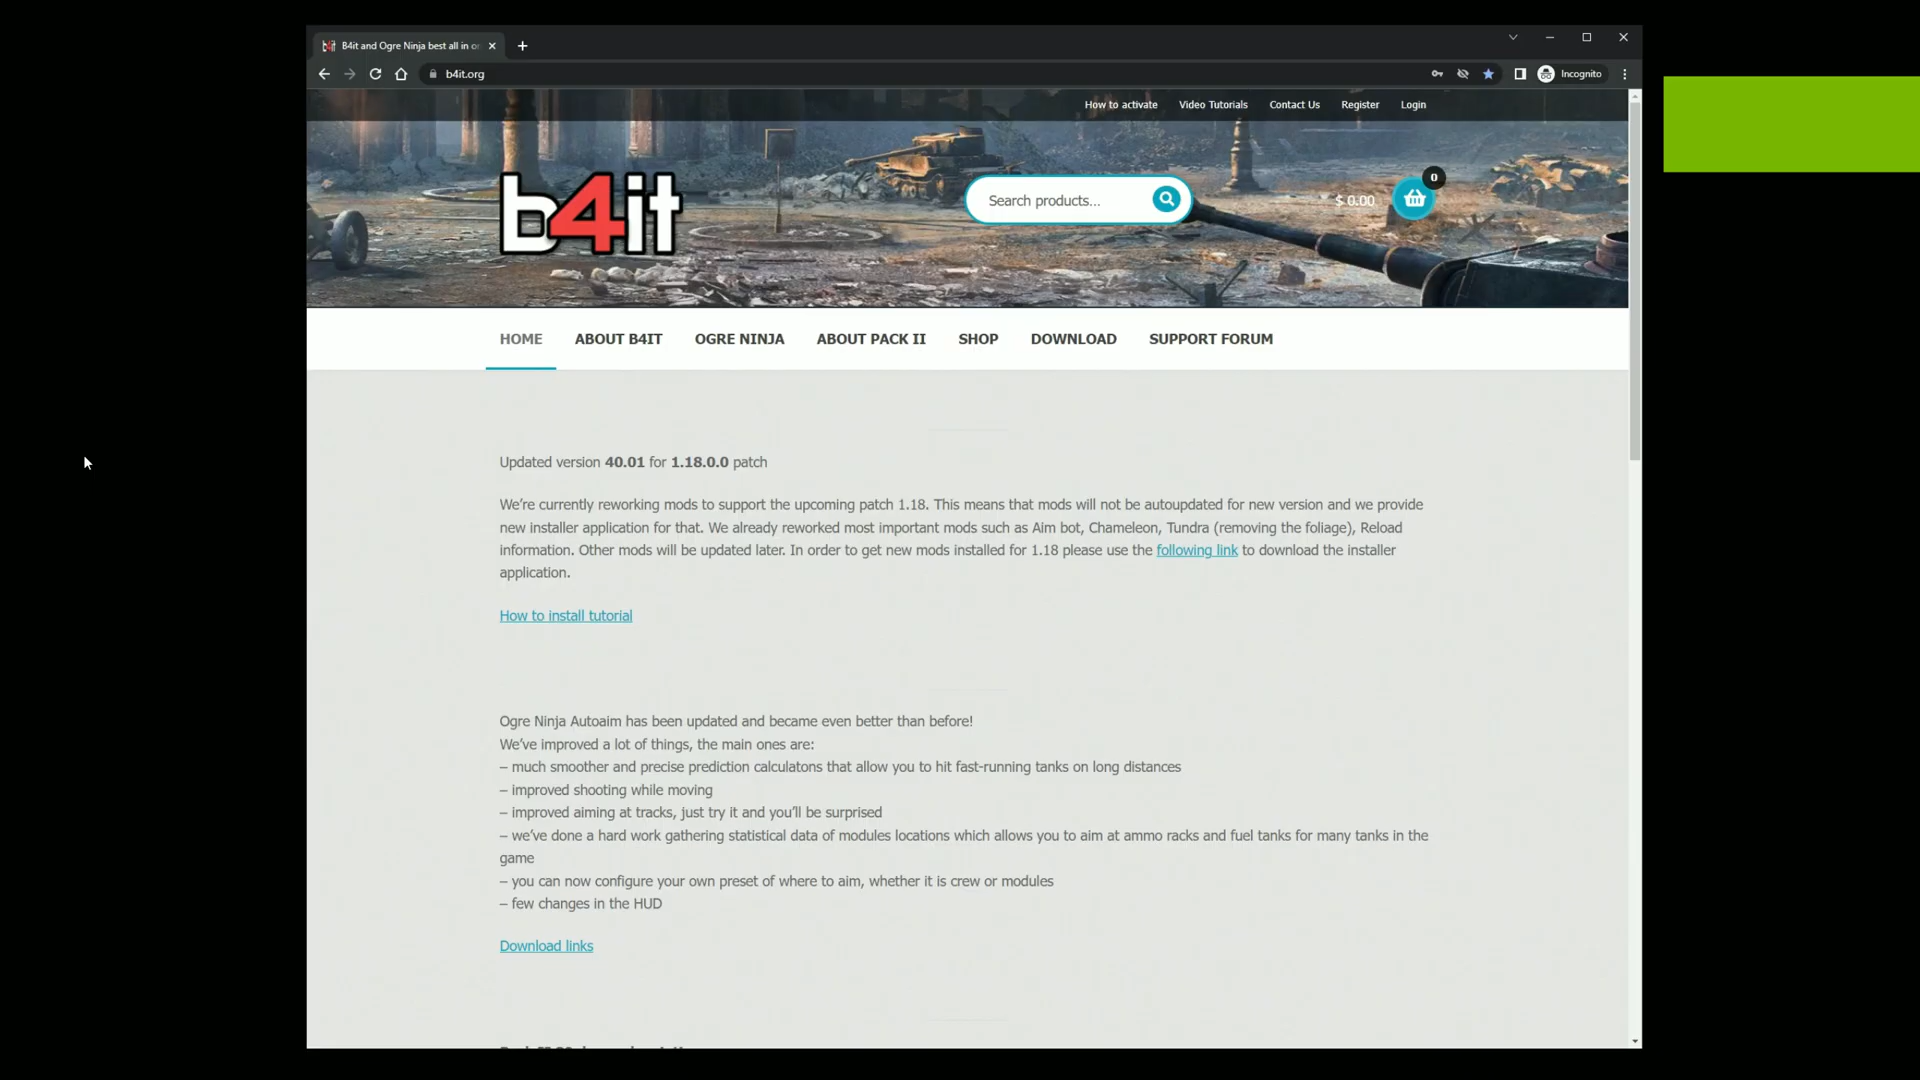 B4it and Ogre Ninja best all in o
b4it.org
Incognito
How to activate
Video Tutorials
Contact Us
Register
Login
b4it
Search products...
$ 0.00
0
HOME
ABOUT B4IT
OGRE NINJA
ABOUT PACK II
SHOP
DOWNLOAD
SUPPORT FORUM
Updated version 40.01 for 1.18.0.0 patch
We're currently reworking mods to support the upcoming patch 1.18. This means that mods will not be autoupdated for new version and we provide
new installer application for that. We already reworked most important mods such as Aim bot, Chameleon, Tundra (removing the foliage), Reload
information. Other mods will be updated later. In order to get new mods installed for 1.18 please use the following link to download the installer
application.
How to install tutorial
Ogre Ninja Autoaim has been updated and became even better than before!
We've improved a lot of things, the main ones are:
– much smoother and precise prediction calculatons that allow you to hit fast-running tanks on long distances
– improved shooting while moving
– improved aiming at tracks, just try it and you'll be surprised
– we've done a hard work gathering statistical data of modules locations which allows you to aim at ammo racks and fuel tanks for many tanks in the
game
– you can now configure your own preset of where to aim, whether it is crew or modules
– few changes in the HUD
Download links